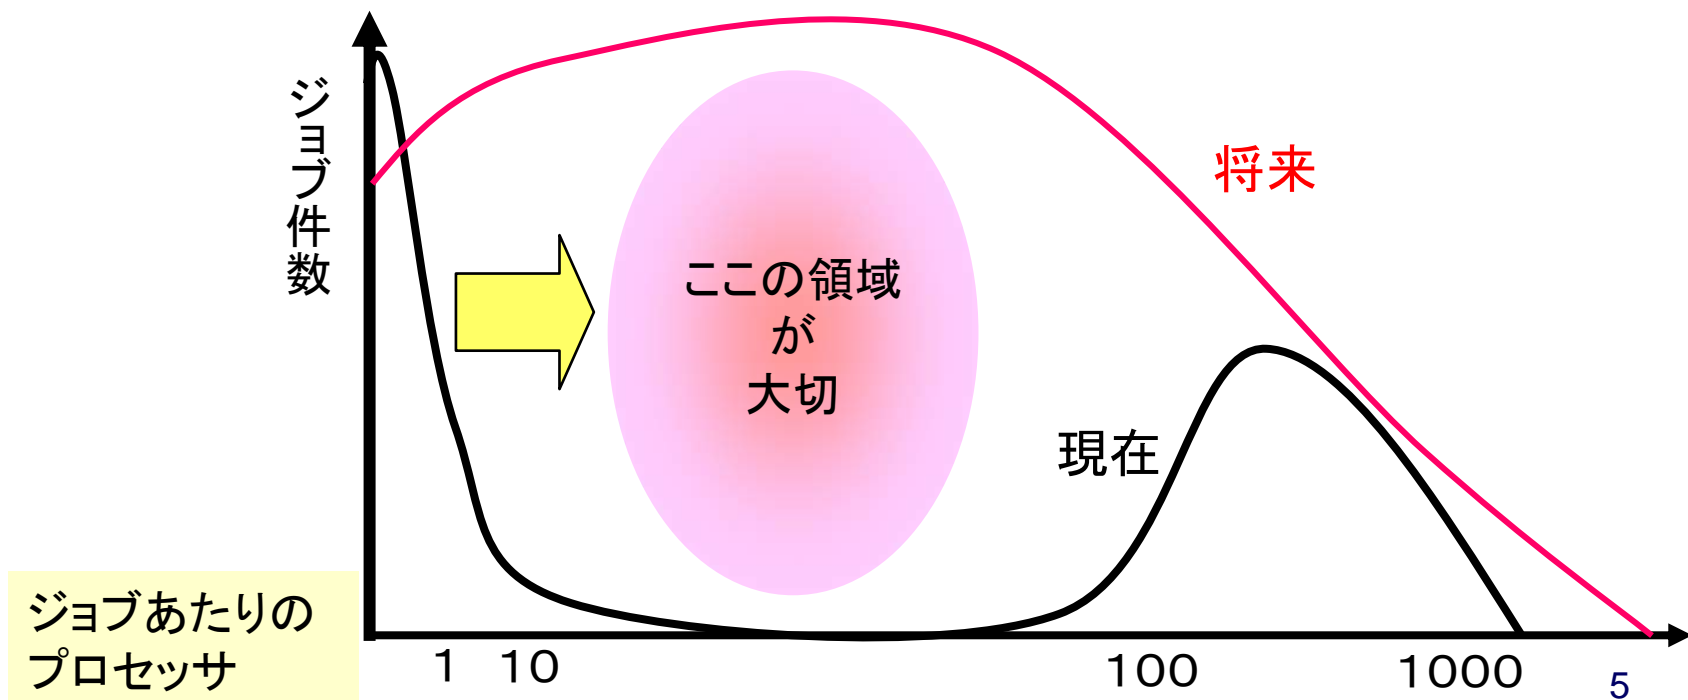 ジョブ件数
将来
ここの領域
が
大切
現在
ジョブあたりの
プロセッサ
1 10 100 1000
5